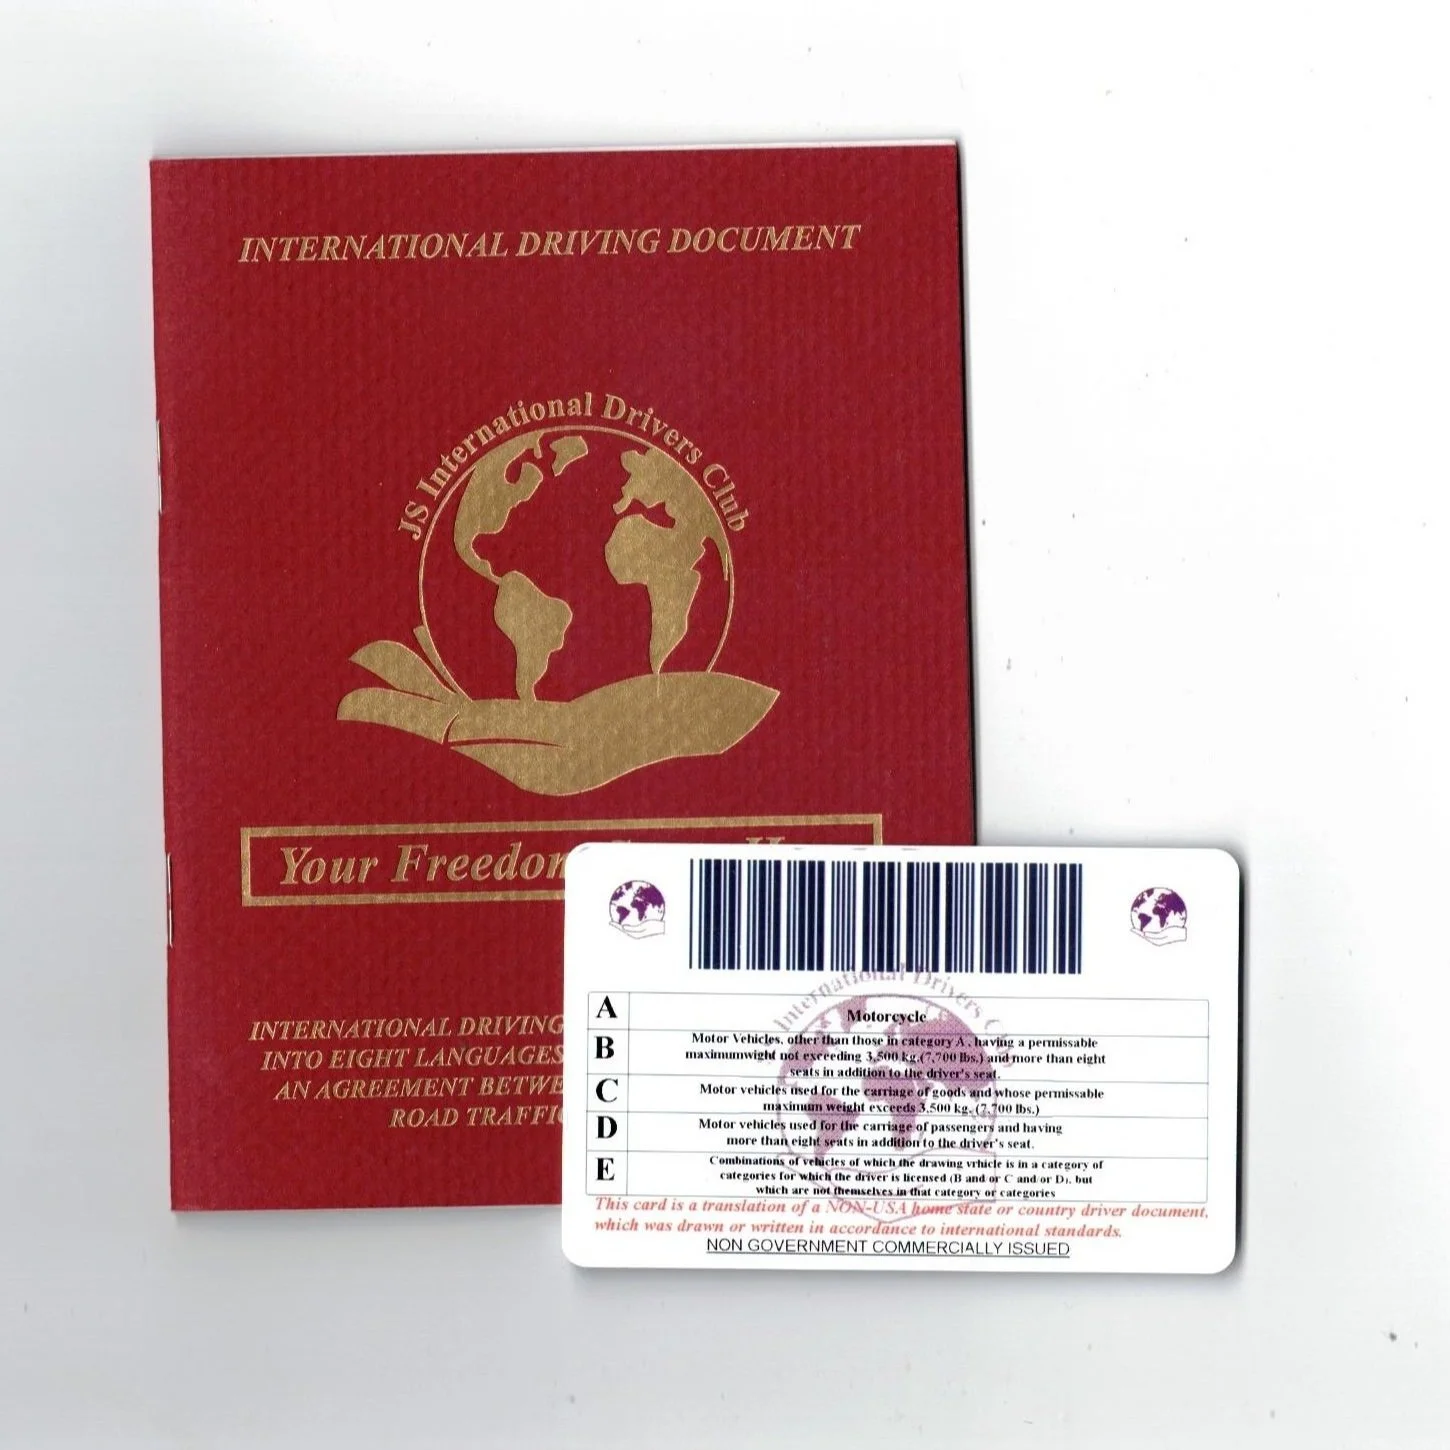 INTERNATIONAL DRIVING DOCUMENT
JS International Drivers Club
Your Freedom
INTERNATIONAL DRIVING
INTO EIGHT LANGUAGES
AN AGREEMENT
ROAD
International Drivers
A
Motorcycle
B
Motor Vehicles, other than those in category A , having a permissable
maximumwight not exceeding 3,500 kg.(7,700 lbs.) and more than eight
seats in addition to the driver's seat.
C
Motor vehicles used for the carriage of goods and whose permissable
maximum weight exceeds 3,500 kg. (7,700 lbs.)
D
Motor vehicles used for the carriage of passengers and having
more than eight seats in addition to the driver's seat.
E
Combinations of vehicles of which the drawing vrhicle is in a category of
categories for which the driver is licensed (B and or C and or D), but
which are not themselves in that category or categories
This card is a translation of a NON-USA home state or country driver document,
which was drawn or written in accordance to international standards.
NON GOVERNMENT COMMERCIALLY ISSUED